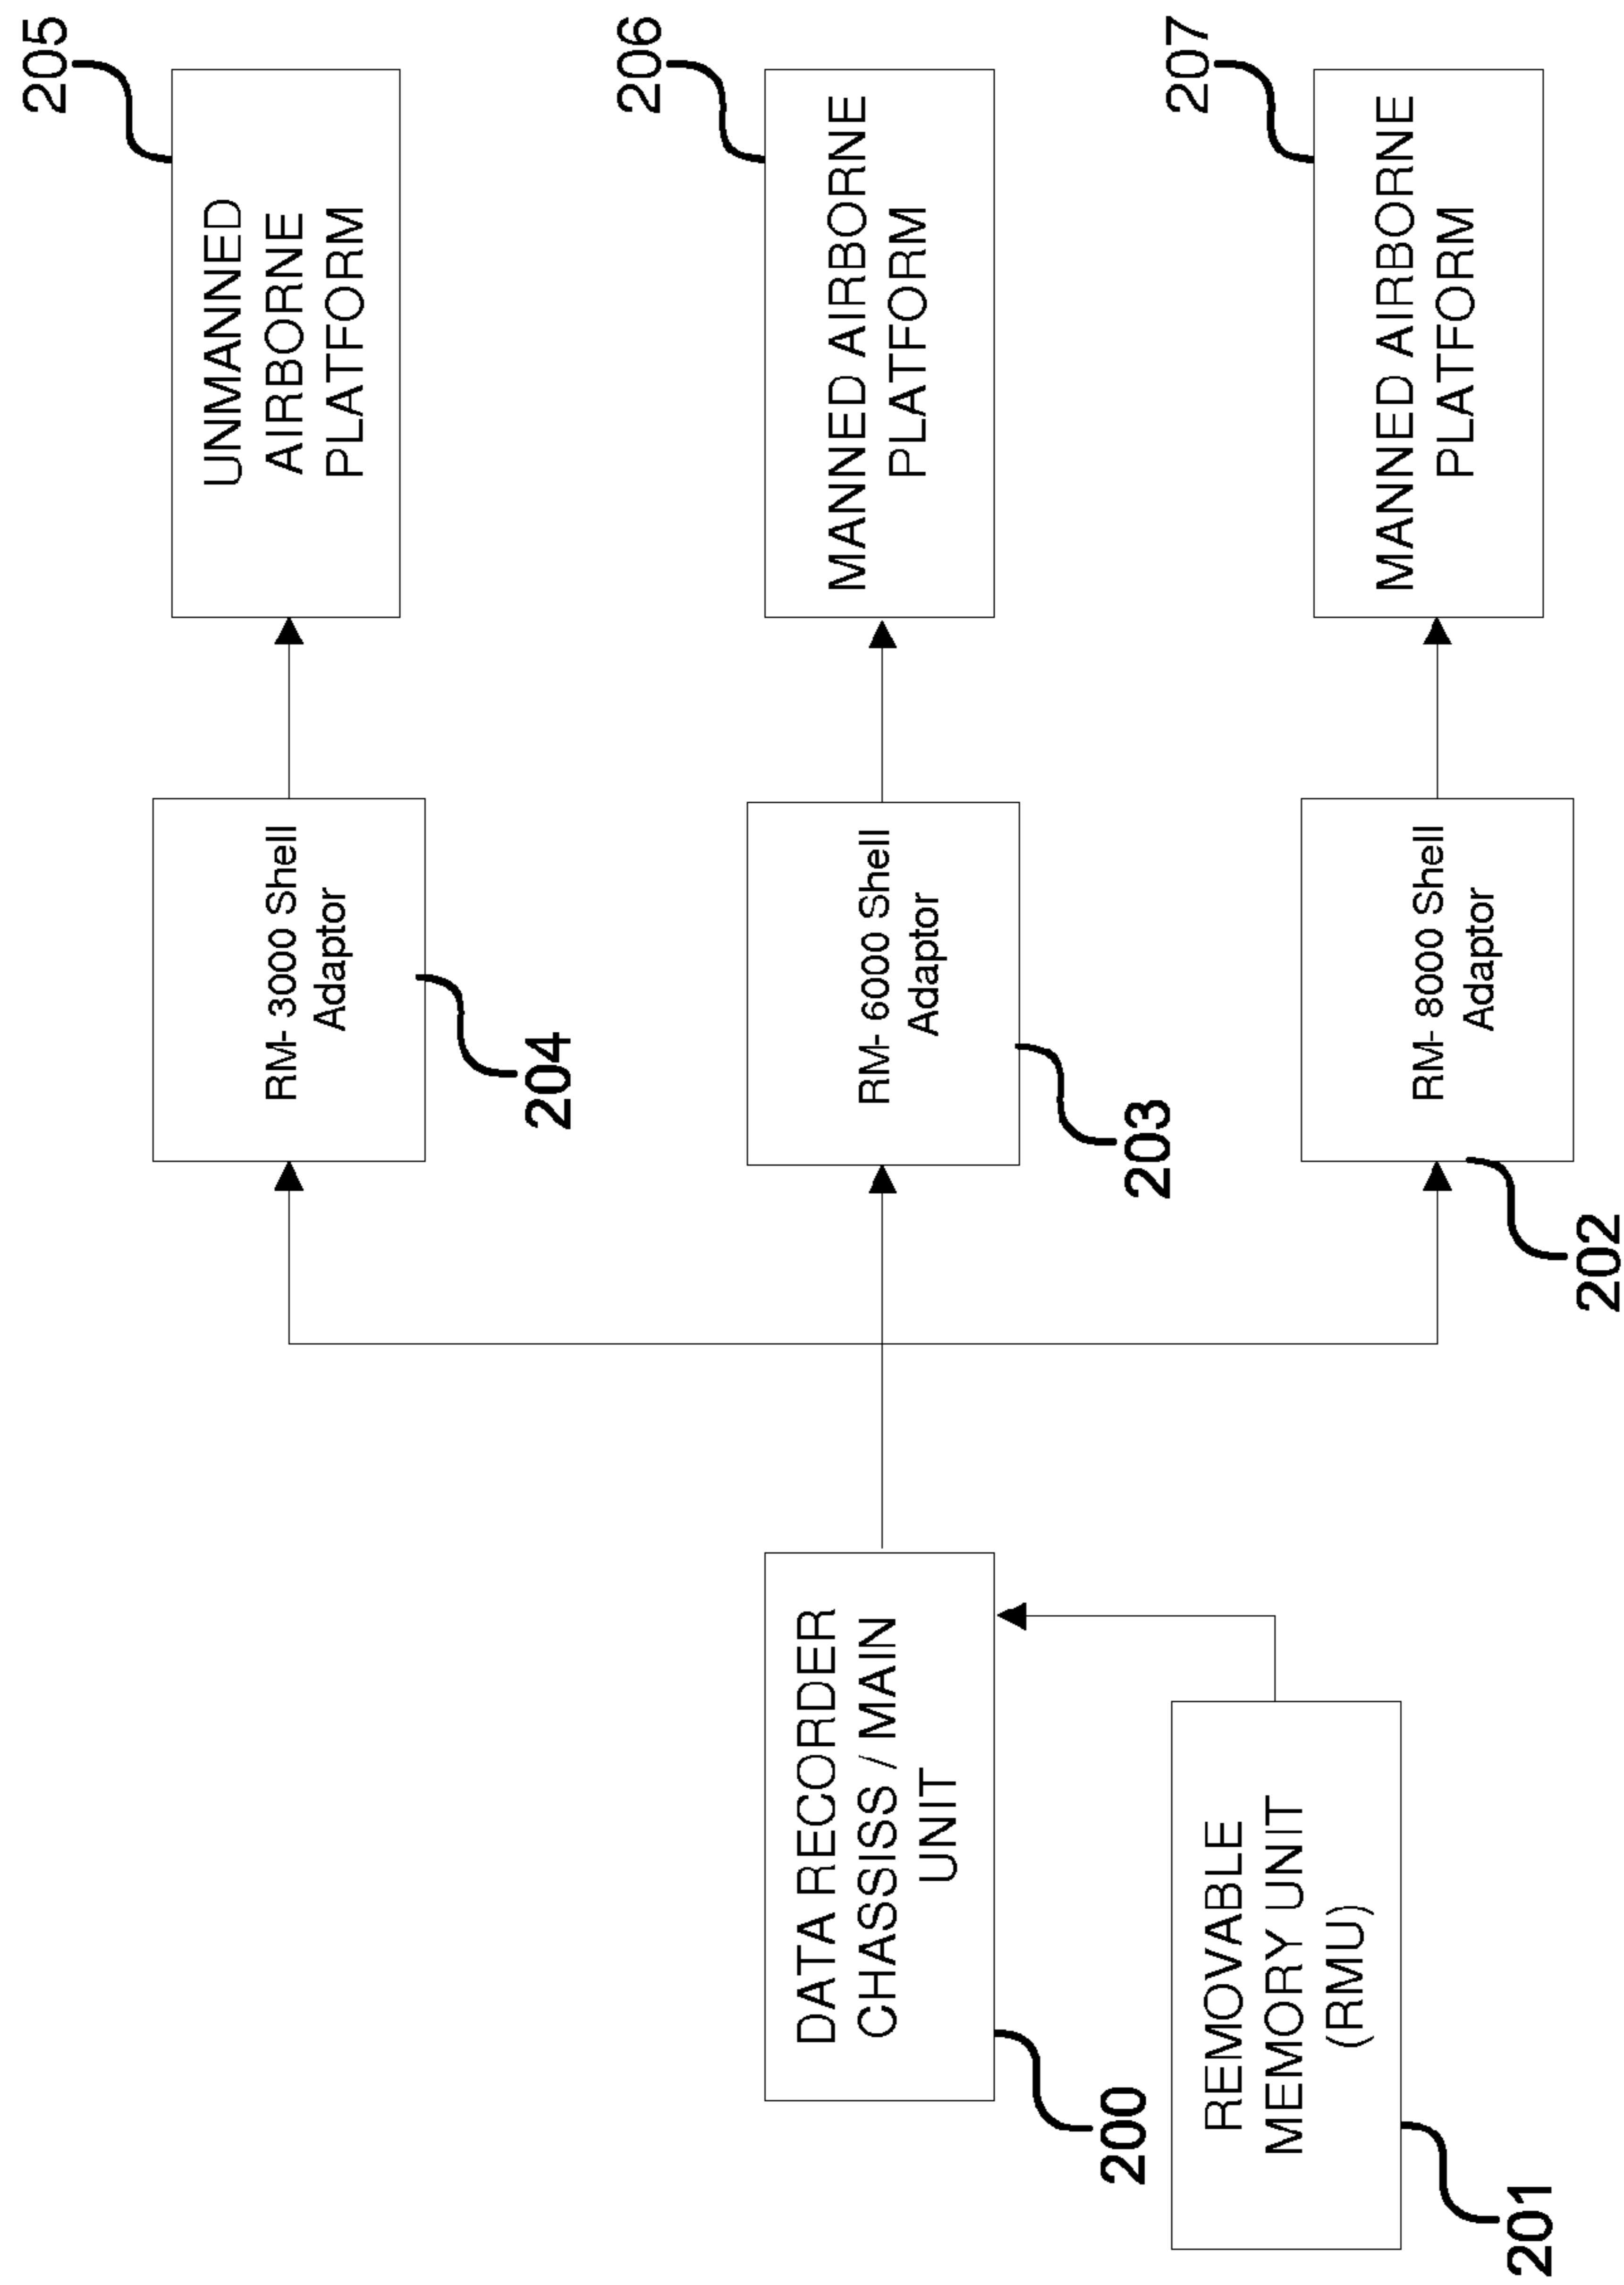 205
UNMANNED
AIRBORNE
PLATFORM
206
MANNED AIRBORNE
PLATFORM
207
MANNED AIRBORNE
PLATFORM
RM- 3000 Shell
Adaptor
204
RM- 6000 Shell
Adaptor
203
RM- 8000 Shell
Adaptor
202
DATA RECORDER
CHASSISS / MAIN
UNIT
200
REMOVABLE
MEMORY UNIT
(RMU)
201